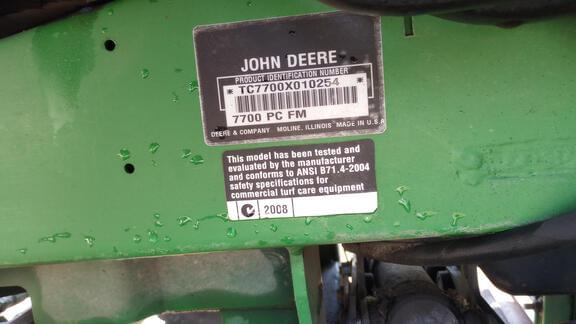 JOHN DEERE
PRODUCT IDENTIFICATION NUMBER
*TC7700X010254*
7700 PC FM
DEERE & COMPANY MOLINE, ILLINOIS MADE IN U.S.A
This model has been tested and
evaluated by the manufacturer
and conforms to ANSI B71.4-2004
safety specifications for
commercial turf care equipment
C 2008